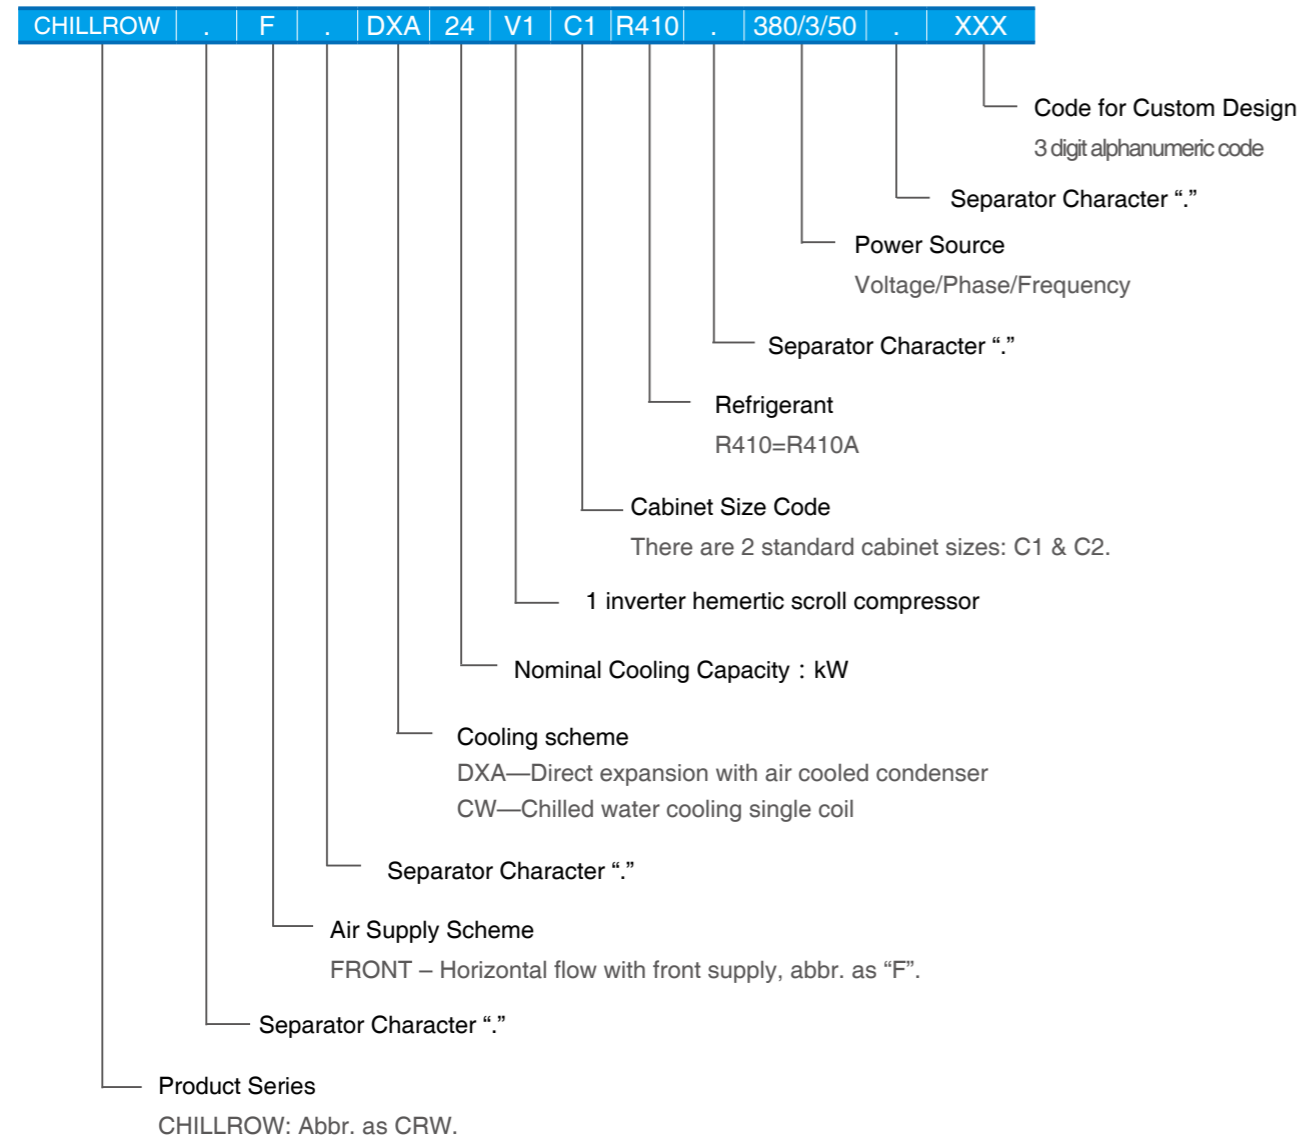 CHILLROW . F . DXA 24 V1 C1 R410 . 380/3/50 . XXX
Code for Custom Design
3 digit alphanumeric code
Separator Character “.”
Power Source
Voltage/Phase/Frequency
Separator Character “.”
Refrigerant
R410=R410A
Cabinet Size Code
There are 2 standard cabinet sizes: C1 & C2.
1 inverter hemertic scroll compressor
Nominal Cooling Capacity：kW
Cooling scheme
DXA—Direct expansion with air cooled condenser
CW—Chilled water cooling single coil
Separator Character “.”
Air Supply Scheme
FRONT – Horizontal flow with front supply, abbr. as “F”.
Separator Character “.”
Product Series
CHILLROW: Abbr. as CRW.